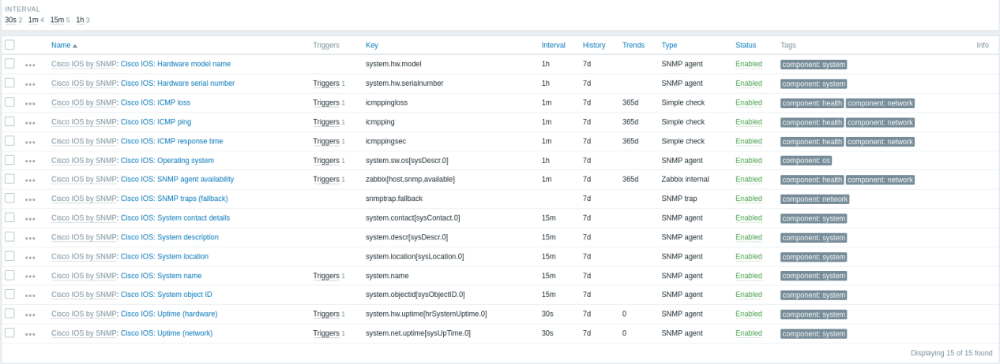 INTERVAL
30s 2 1m 4 15m 5 1h 3
Name Triggers Key Interval History Trends Type Status Tags Info
Cisco IOS by SNMP: Cisco IOS: Hardware model name system.hw.model 1h 7d SNMP agent Enabled component: system
Cisco IOS by SNMP: Cisco IOS: Hardware serial number Triggers 1 system.hw.serialnumber 1h 7d SNMP agent Enabled component: system
Cisco IOS by SNMP: Cisco IOS: ICMP loss Triggers 1 icmppingloss 1m 7d 365d Simple check Enabled component: health component: network
Cisco IOS by SNMP: Cisco IOS: ICMP ping Triggers 1 icmpping 1m 7d 365d Simple check Enabled component: health component: network
Cisco IOS by SNMP: Cisco IOS: ICMP response time Triggers 1 icmppingsec 1m 7d 365d Simple check Enabled component: health component: network
Cisco IOS by SNMP: Cisco IOS: Operating system Triggers 1 system.sw.os[sysDescr.0] 1h 7d SNMP agent Enabled component: os
Cisco IOS by SNMP: Cisco IOS: SNMP agent availability Triggers 1 zabbix[host,snmp,available] 1m 7d 365d Zabbix internal Enabled component: health component: network
Cisco IOS by SNMP: Cisco IOS: SNMP traps (fallback) snmptrap.fallback 7d SNMP trap Enabled component: network
Cisco IOS by SNMP: Cisco IOS: System contact details system.contact[sysContact.0] 15m 7d SNMP agent Enabled component: system
Cisco IOS by SNMP: Cisco IOS: System description system.descr[sysDescr.0] 15m 7d SNMP agent Enabled component: system
Cisco IOS by SNMP: Cisco IOS: System location system.location[sysLocation.0] 15m 7d SNMP agent Enabled component: system
Cisco IOS by SNMP: Cisco IOS: System name Triggers 1 system.name 15m 7d SNMP agent Enabled component: system
Cisco IOS by SNMP: Cisco IOS: System object ID system.objectid[sysObjectID.0] 15m 7d SNMP agent Enabled component: system
Cisco IOS by SNMP: Cisco IOS: Uptime (hardware) Triggers 1 system.hw.uptime[hrSystemUptime.0] 30s 7d 0 SNMP agent Enabled component: system
Cisco IOS by SNMP: Cisco IOS: Uptime (network) Triggers 1 system.net.uptime[sysUpTime.0] 30s 7d 0 SNMP agent Enabled component: system
Displaying 15 of 15 found